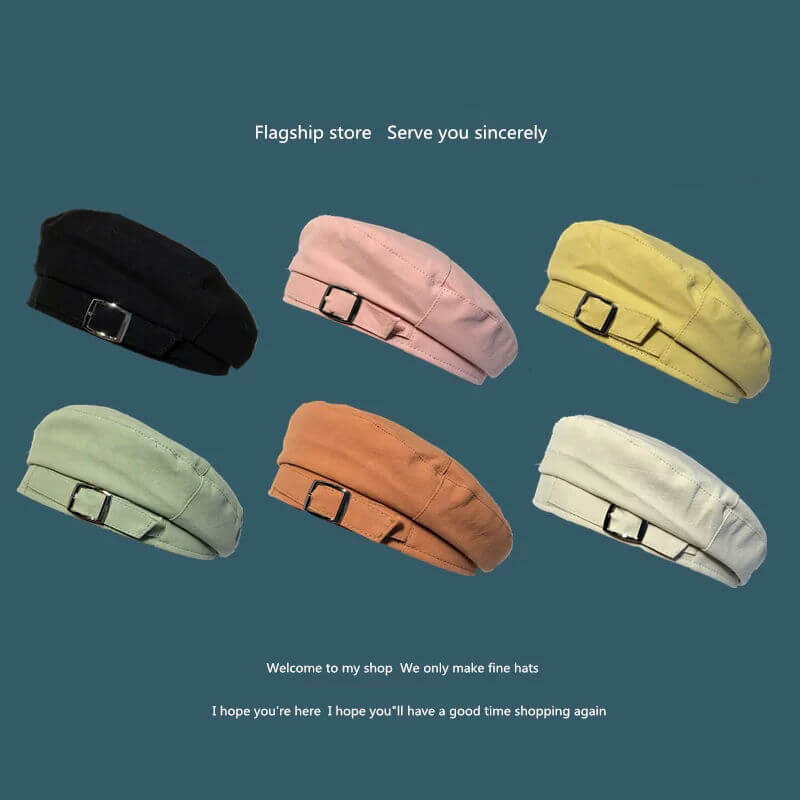 Flagship store   Serve you sincerely
Welcome to my shop  We only make fine hats
I hope you're here  I hope you"ll have a good time shopping again